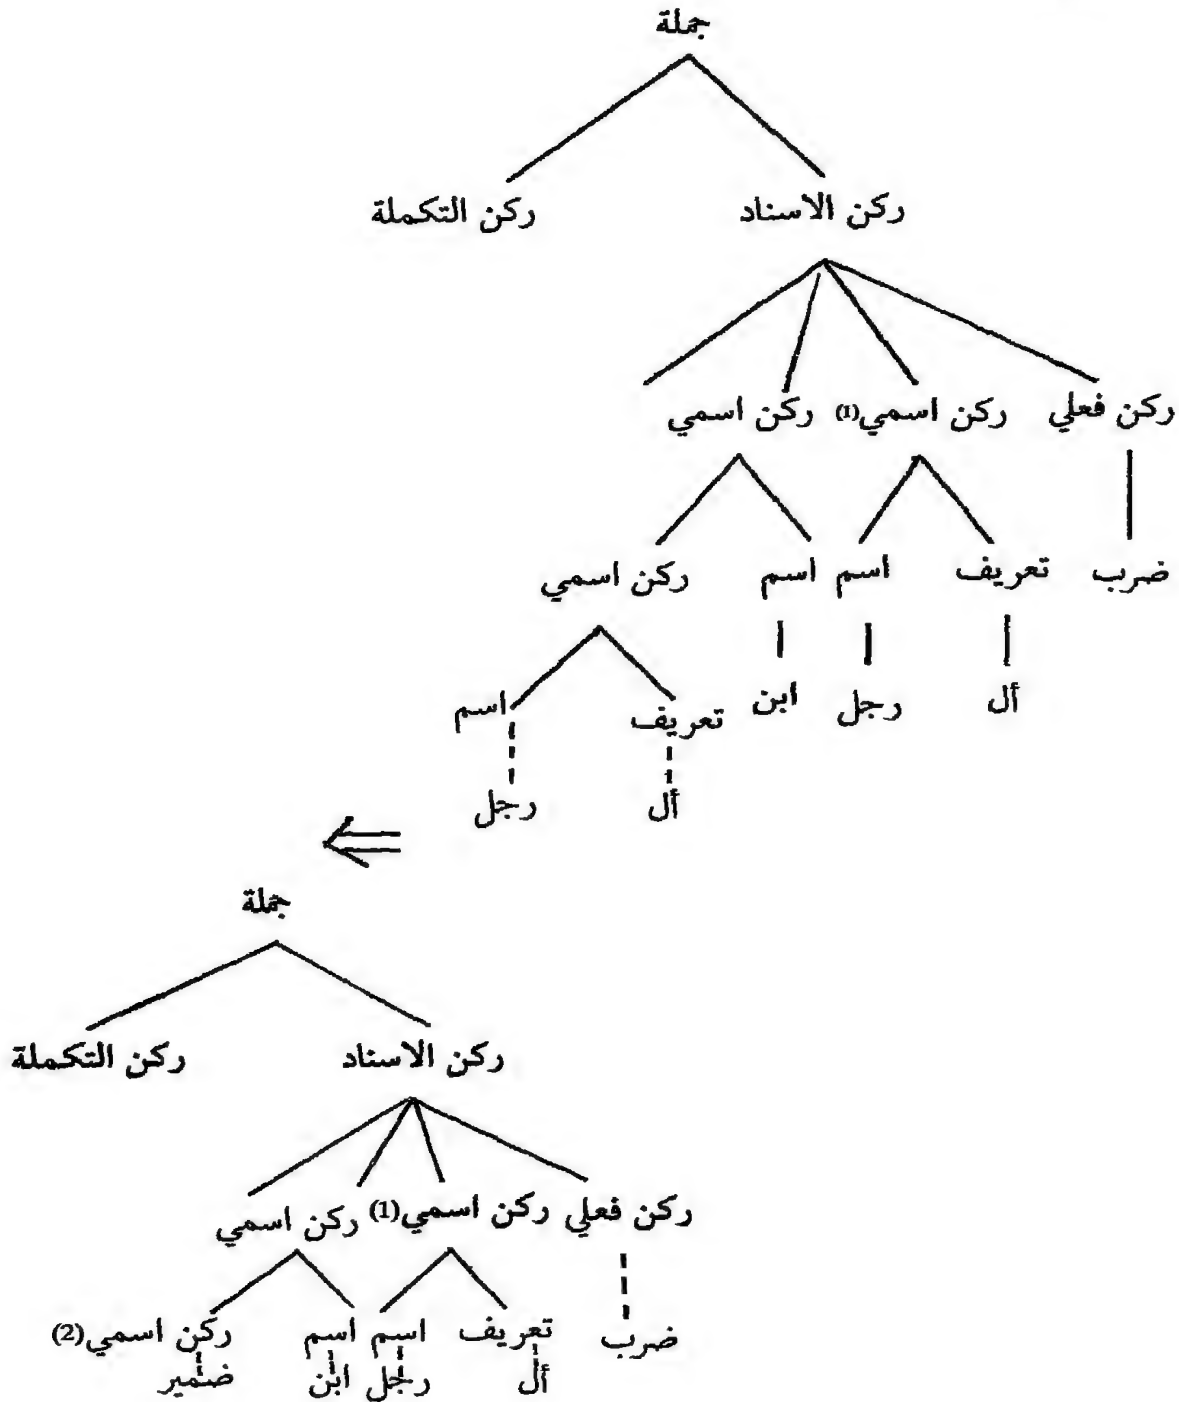 جملة
ركن الاسناد ركن التكملة
ركن فعلي ركن اسمي(1) ركن اسمي
ضرب تعريف اسم اسم ركن اسمي
أل رجل ابن تعريف اسم
أل رجل
جملة
ركن الاسناد ركن التكملة
ركن فعلي ركن اسمي(1) ركن اسمي
ضرب تعريف اسم اسم ركن اسمي(2)
أل رجل ابن ضمير